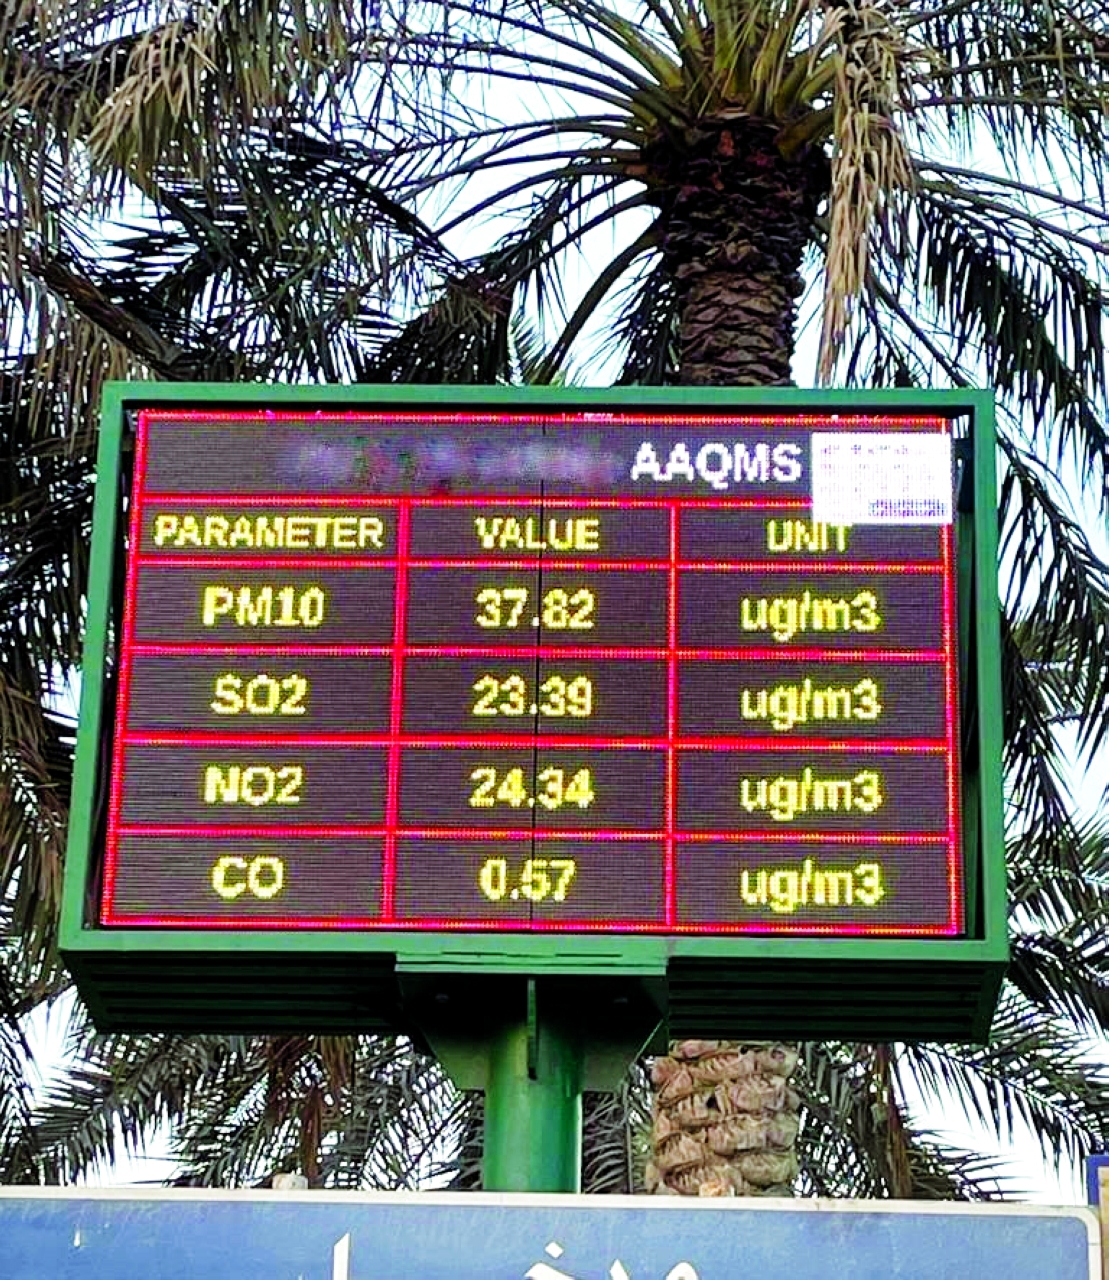 AAQMS
PARAMETER VALUE UNIT
PM10 37.82 ug/m3
SO2 23.39 ug/m3
NO2 24.34 ug/m3
CO 0.57 ug/m3